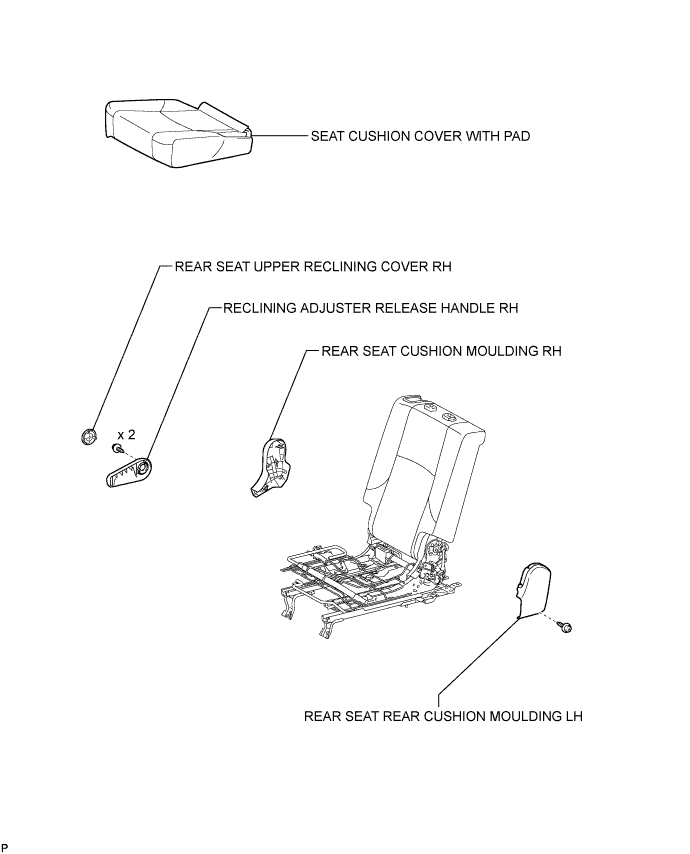 SEAT CUSHION COVER WITH PAD
REAR SEAT UPPER RECLINING COVER RH
RECLINING ADJUSTER RELEASE HANDLE RH
REAR SEAT CUSHION MOULDING RH
x 2
REAR SEAT REAR CUSHION MOULDING LH
P